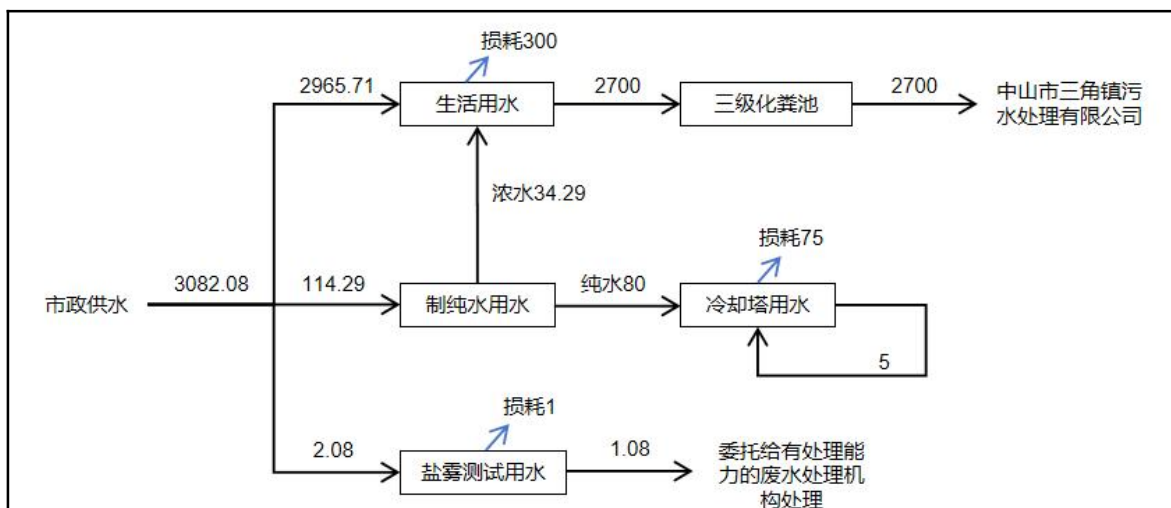 损耗300
2965.71
生活用水
2700
三级化粪池
2700
中山市三角镇污
水处理有限公司
浓水34.29
损耗75
市政供水
3082.08
114.29
制纯水用水
纯水80
冷却塔用水
5
损耗1
2.08
盐雾测试用水
1.08
委托给有处理能
力的废水处理机
构处理